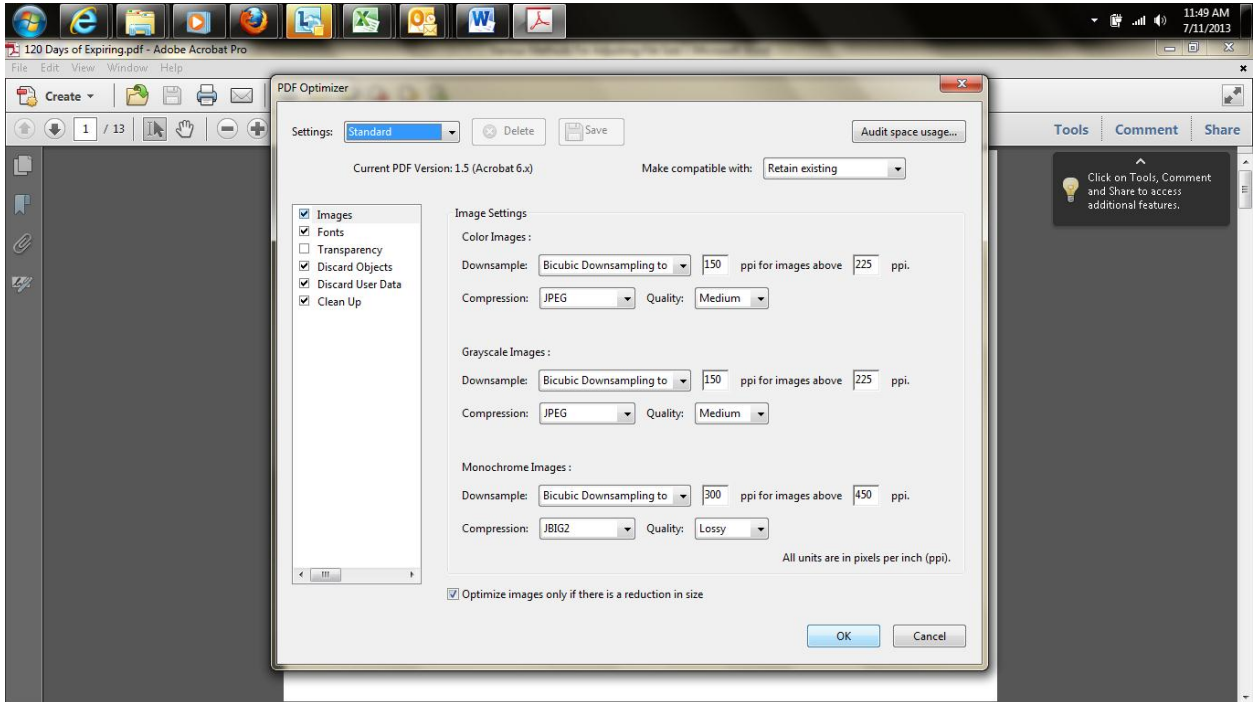 11:49 AM
7/11/2013
120 Days of Expiring.pdf - Adobe Acrobat Pro
File Edit View Window Help
Create
1 / 13
Tools Comment Share
Click on Tools, Comment
and Share to access
additional features.
PDF Optimizer
Settings: Standard Delete Save Audit space usage...
Current PDF Version: 1.5 (Acrobat 6.x) Make compatible with: Retain existing
Images
Fonts
Transparency
Discard Objects
Discard User Data
Clean Up
Image Settings
Color Images :
Downsample: Bicubic Downsampling to 150 ppi for images above 225 ppi.
Compression: JPEG Quality: Medium
Grayscale Images :
Downsample: Bicubic Downsampling to 150 ppi for images above 225 ppi.
Compression: JPEG Quality: Medium
Monochrome Images :
Downsample: Bicubic Downsampling to 300 ppi for images above 450 ppi.
Compression: JBIG2 Quality: Lossy
All units are in pixels per inch (ppi).
Optimize images only if there is a reduction in size
OK Cancel